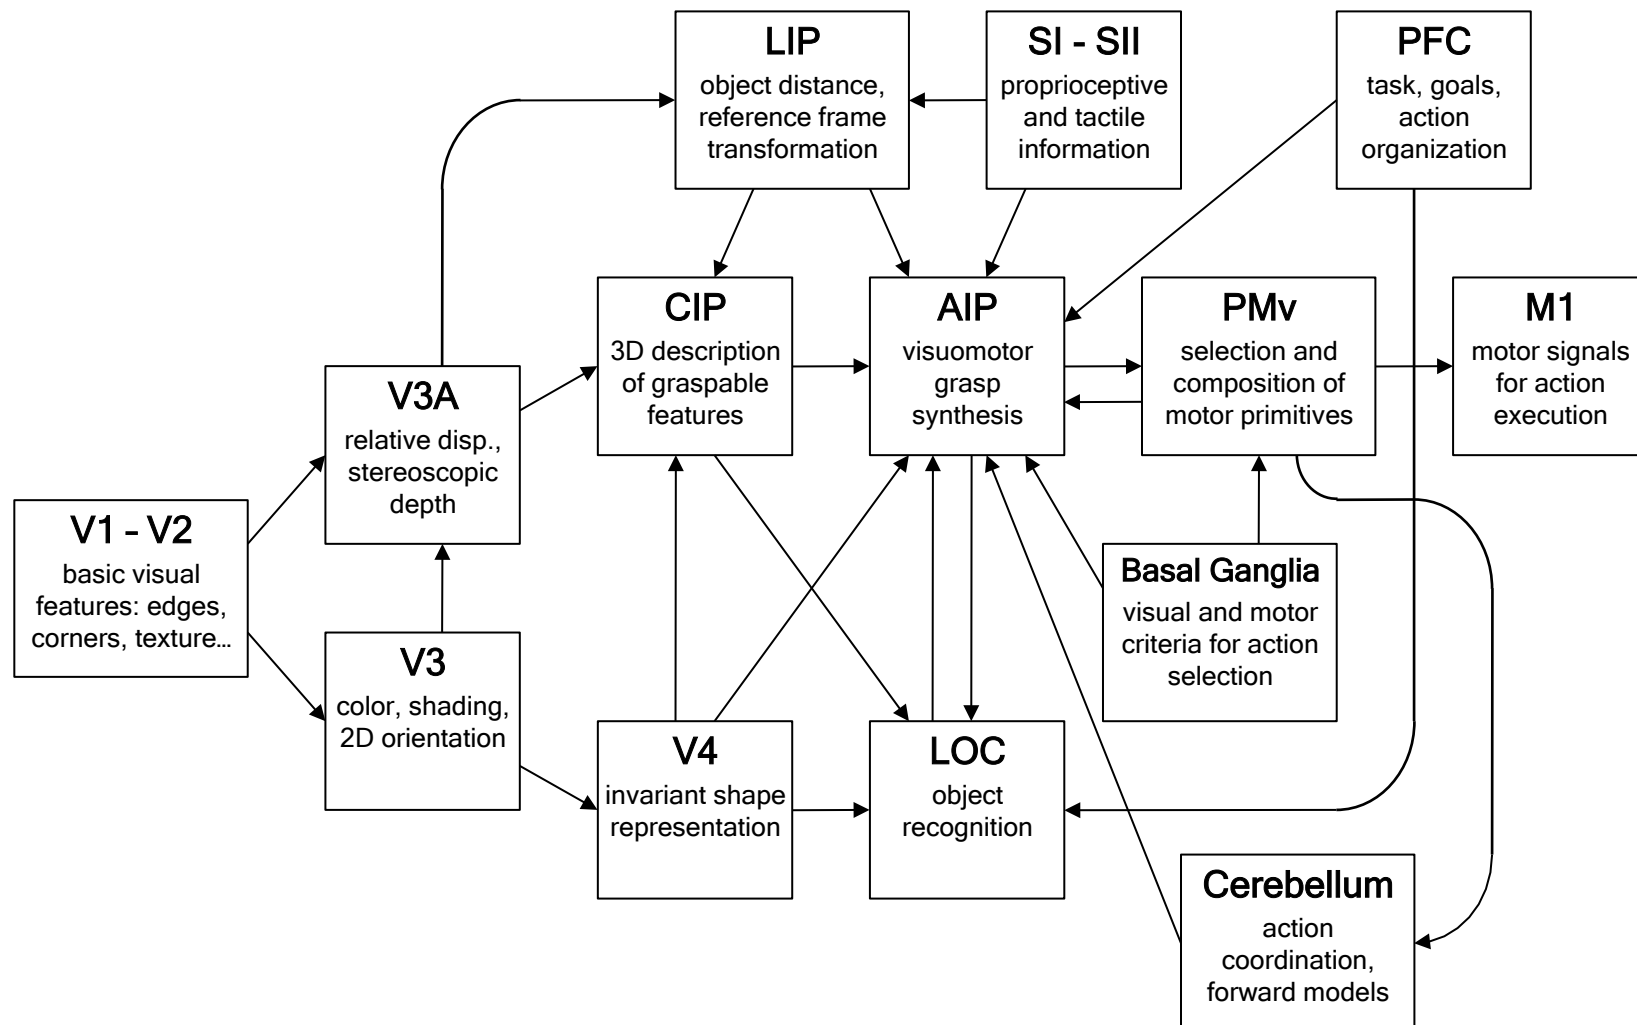 LIP
object distance,
reference frame
transformation
SI - SII
proprioceptive
and tactile
information
PFC
task, goals,
action
organization
CIP
3D description
of graspable
features
AIP
visuomotor
grasp
synthesis
PMv
selection and
composition of
motor primitives
M1
motor signals
for action
execution
V3A
relative disp.,
stereoscopic
depth
V1 - V2
basic visual
features: edges,
corners, texture...
V3
color, shading,
2D orientation
Basal Ganglia
visual and motor
criteria for action
selection
V4
invariant shape
representation
LOC
object
recognition
Cerebellum
action
coordination,
forward models